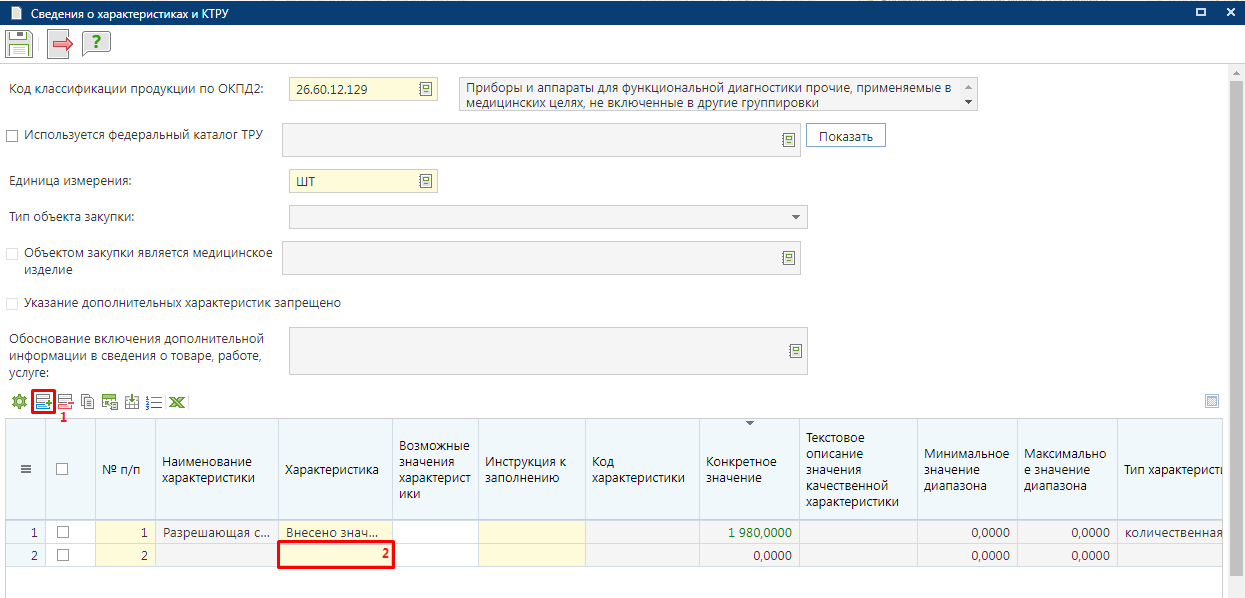 Сведения о характеристиках и КТРУ
?
Код классификации продукции по ОКПД2:
26.60.12.129
Приборы и аппараты для функциональной диагностики прочие, применяемые в
медицинских целях, не включенные в другие группировки
Используется федеральный каталог ТРУ
Показать
Единица измерения:
ШТ
Тип объекта закупки:
Объектом закупки является медицинское
изделие
Указание дополнительных характеристик запрещено
Обоснование включения дополнительной
информации в сведения о товаре, работе,
услуге:
1
№ п/п
Наименование
характеристики
Характеристика
Возможные
значения
характерист
ики
Инструкция к
заполнению
Код
характеристики
Конкретное
значение
Текстовое
описание
значения
качественной
характеристики
Минимальное
значение
диапазона
Максимально
е значение
диапазона
Тип характеристи
1 1 Разрешающая с... Внесено знач... 1 980,0000 0,0000 0,0000 количественная
2 2 2 0,0000 0,0000 0,0000